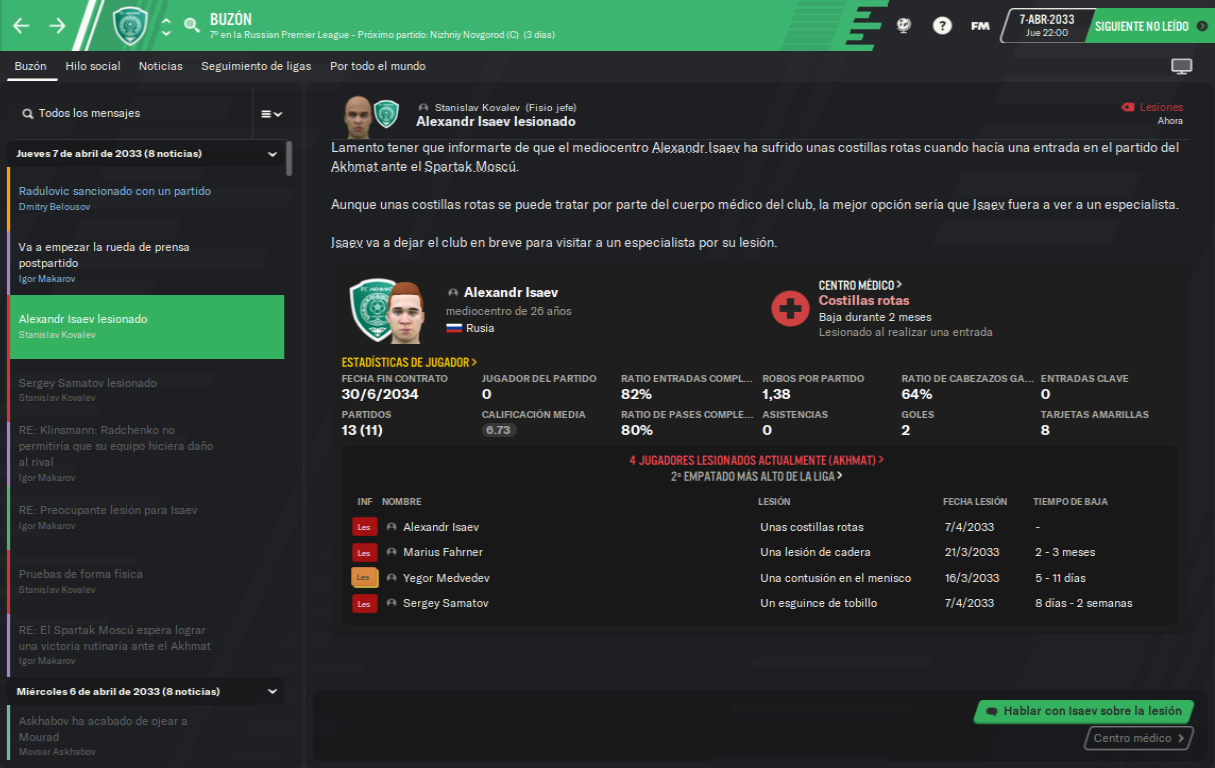 BUZÓN
7º en la Russian Premier League - Próximo partido: Nizhniy Novgorod (C) (3 días)
?
FM
7-ABR-2033
Jue 22:00
SIGUIENTE NO LEÍDO
Buzón
Hilo social
Noticias
Seguimiento de ligas
Por todo el mundo
Todos los mensajes
Jueves 7 de abril de 2033 (8 noticias)
Radulovic sancionado con un partido
Dmitry Belousov
Va a empezar la rueda de prensa
postpartido
Igor Makarov
Alexandr Isaev lesionado
Stanislav Kovalev
Sergey Samatov lesionado
Stanislav Kovalev
RE: Klinsmann: Radchenko no
permitiría que su equipo hiciera daño
al rival
Igor Makarov
RE: Preocupante lesión para Isaev
Igor Makarov
Pruebas de forma física
Stanislav Kovalev
RE: El Spartak Moscú espera lograr
una victoria rutinaria ante el Akhmat
Igor Makarov
Miércoles 6 de abril de 2033 (8 noticias)
Askhabov ha acabado de ojear a
Mourad
Movsar Askhabov
Stanislav Kovalev (Fisio jefe)
Alexandr Isaev lesionado
Lesiones
Ahora
Lamento tener que informarte de que el mediocentro Alexandr Isaev ha sufrido unas costillas rotas cuando hacía una entrada en el partido del
Akhmat ante el Spartak Moscú.
Aunque unas costillas rotas se puede tratar por parte del cuerpo médico del club, la mejor opción sería que Isaev fuera a ver a un especialista.
Isaev va a dejar el club en breve para visitar a un especialista por su lesión.
FC AKHMAT
Alexandr Isaev
mediocentro de 26 años
Rusia
CENTRO MÉDICO
Costillas rotas
Baja durante 2 meses
Lesionado al realizar una entrada
ESTADÍSTICAS DE JUGADOR
FECHA FIN CONTRATO JUGADOR DEL PARTIDO RATIO ENTRADAS COMPL... ROBOS POR PARTIDO RATIO DE CABEZAZOS GA... ENTRADAS CLAVE
30/6/2034 0 82% 1,38 64% 0
PARTIDOS CALIFICACIÓN MEDIA RATIO DE PASES COMPLE... ASISTENCIAS GOLES TARJETAS AMARILLAS
13 (11) 6.73 80% 0 2 8
4 JUGADORES LESIONADOS ACTUALMENTE (AKHMAT)
2º EMPATADO MÁS ALTO DE LA LIGA
INF NOMBRE LESIÓN FECHA LESIÓN TIEMPO DE BAJA
Les Alexandr Isaev Unas costillas rotas 7/4/2033 -
Les Marius Fahrner Una lesión de cadera 21/3/2033 2 - 3 meses
Les Yegor Medvedev Una contusión en el menisco 16/3/2033 5 - 11 días
Les Sergey Samatov Un esguince de tobillo 7/4/2033 8 días - 2 semanas
Hablar con Isaev sobre la lesión
Centro médico